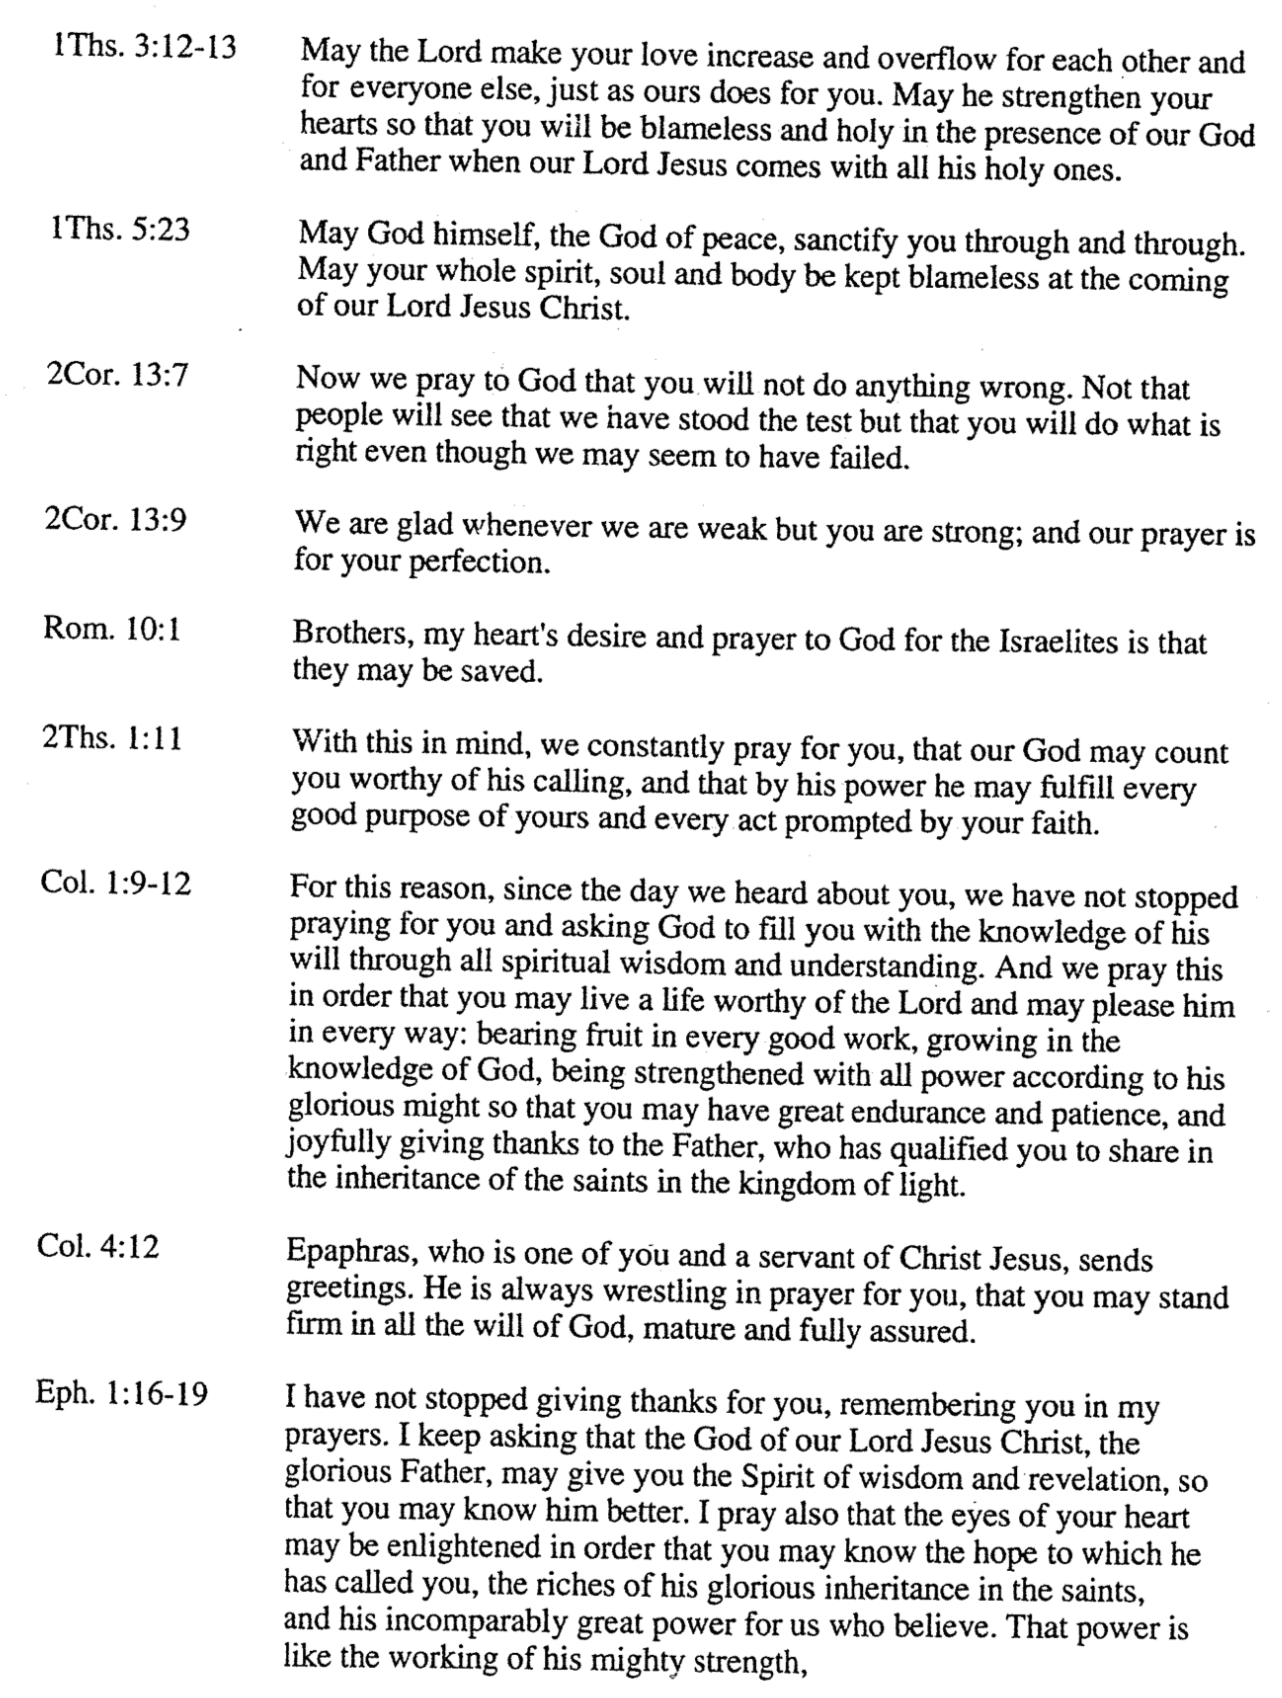 1Ths. 3:12-13 May the Lord make your love increase and overflow for each other and
for everyone else, just as ours does for you. May he strengthen your
hearts so that you will be blameless and holy in the presence of our God
and Father when our Lord Jesus comes with all his holy ones.
1Ths. 5:23 May God himself, the God of peace, sanctify you through and through.
May your whole spirit, soul and body be kept blameless at the coming
of our Lord Jesus Christ.
2Cor. 13:7 Now we pray to God that you will not do anything wrong. Not that
people will see that we have stood the test but that you will do what is
right even though we may seem to have failed.
2Cor. 13:9 We are glad whenever we are weak but you are strong; and our prayer is
for your perfection.
Rom. 10:1 Brothers, my heart's desire and prayer to God for the Israelites is that
they may be saved.
2Ths. 1:11 With this in mind, we constantly pray for you, that our God may count
you worthy of his calling, and that by his power he may fulfill every
good purpose of yours and every act prompted by your faith.
Col. 1:9-12 For this reason, since the day we heard about you, we have not stopped
praying for you and asking God to fill you with the knowledge of his
will through all spiritual wisdom and understanding. And we pray this
in order that you may live a life worthy of the Lord and may please him
in every way: bearing fruit in every good work, growing in the
knowledge of God, being strengthened with all power according to his
glorious might so that you may have great endurance and patience, and
joyfully giving thanks to the Father, who has qualified you to share in
the inheritance of the saints in the kingdom of light.
Col. 4:12 Epaphras, who is one of you and a servant of Christ Jesus, sends
greetings. He is always wrestling in prayer for you, that you may stand
firm in all the will of God, mature and fully assured.
Eph. 1:16-19 I have not stopped giving thanks for you, remembering you in my
prayers. I keep asking that the God of our Lord Jesus Christ, the
glorious Father, may give you the Spirit of wisdom and revelation, so
that you may know him better. I pray also that the eyes of your heart
may be enlightened in order that you may know the hope to which he
has called you, the riches of his glorious inheritance in the saints,
and his incomparably great power for us who believe. That power is
like the working of his mighty strength,